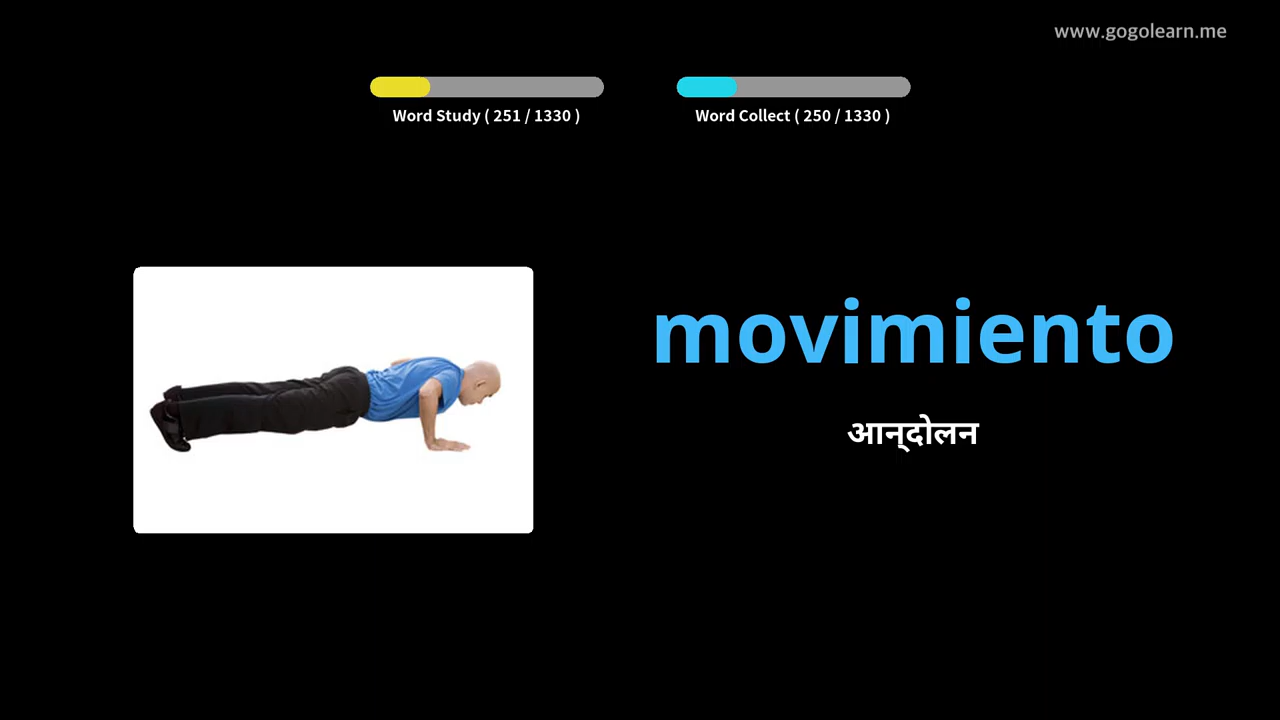 www.gogolearn.me
Word Study ( 251 / 1330 )
Word Collect ( 250 / 1330 )
movimiento
आन्‌दोलन